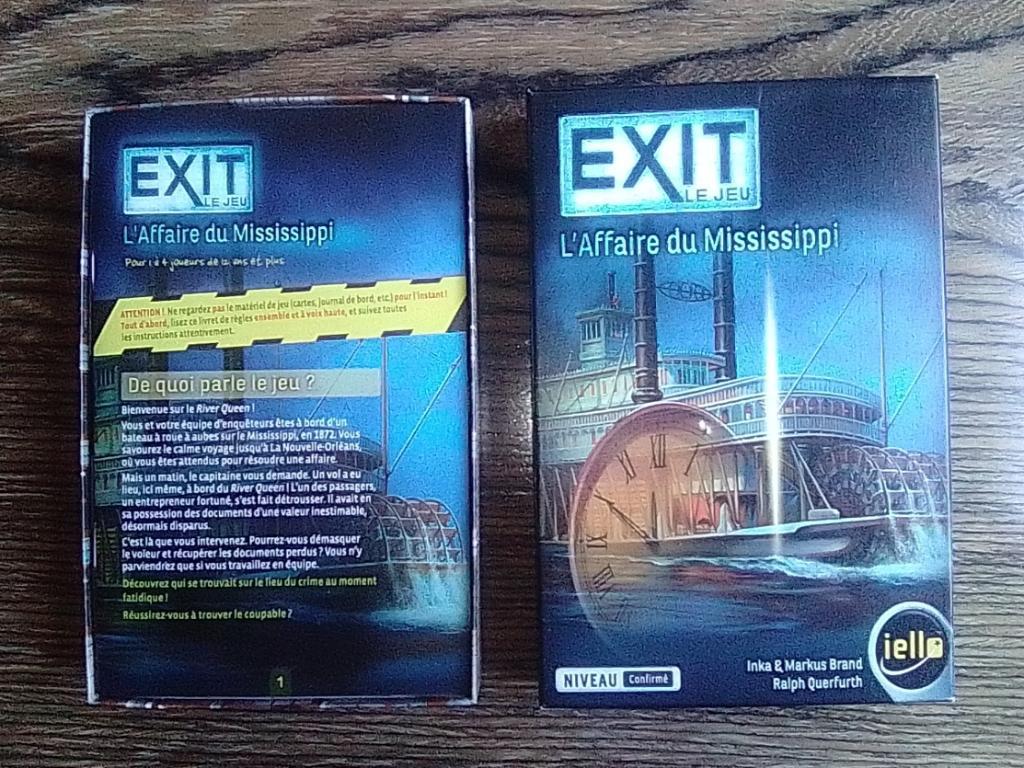 EXIT
LE JEU
L'Affaire du Mississippi
Pour 1 à 4 joueurs de 12 ans et plus
ATTENTION ! Ne regardez pas le matériel de jeu (cartes, journal de bord, etc.) pour l'instant !
Tout d'abord, lisez ce livret de règles ensemble et à voix haute, et suivez toutes
les instructions attentivement.
De quoi parle le jeu ?
Bienvenue sur le River Queen !
Vous et votre équipe d'enquêteurs êtes à bord d'un
bateau à roue à aubes sur le Mississippi, en 1872. Vous
savourez le calme voyage jusqu'à La Nouvelle-Orléans,
où vous êtes attendus pour résoudre une affaire.
Mais un matin, le capitaine vous demande. Un vol a eu
lieu, ici même, à bord du River Queen ! L'un des passagers,
un entrepreneur fortuné, s'est fait détrousser. Il avait en
sa possession des documents d'une valeur inestimable,
désormais disparus.
C'est là que vous intervenez. Pourrez-vous démasquer
le voleur et récupérer les documents perdus ? Vous n'y
parviendrez que si vous travaillez en équipe.
Découvrez qui se trouvait sur le lieu du crime au moment
fatidique !
Réussirez-vous à trouver le coupable ?
1
EXIT
LE JEU
L'Affaire du Mississippi
NIVEAU Confirmé
Inka & Markus Brand
Ralph Querfurth
iello